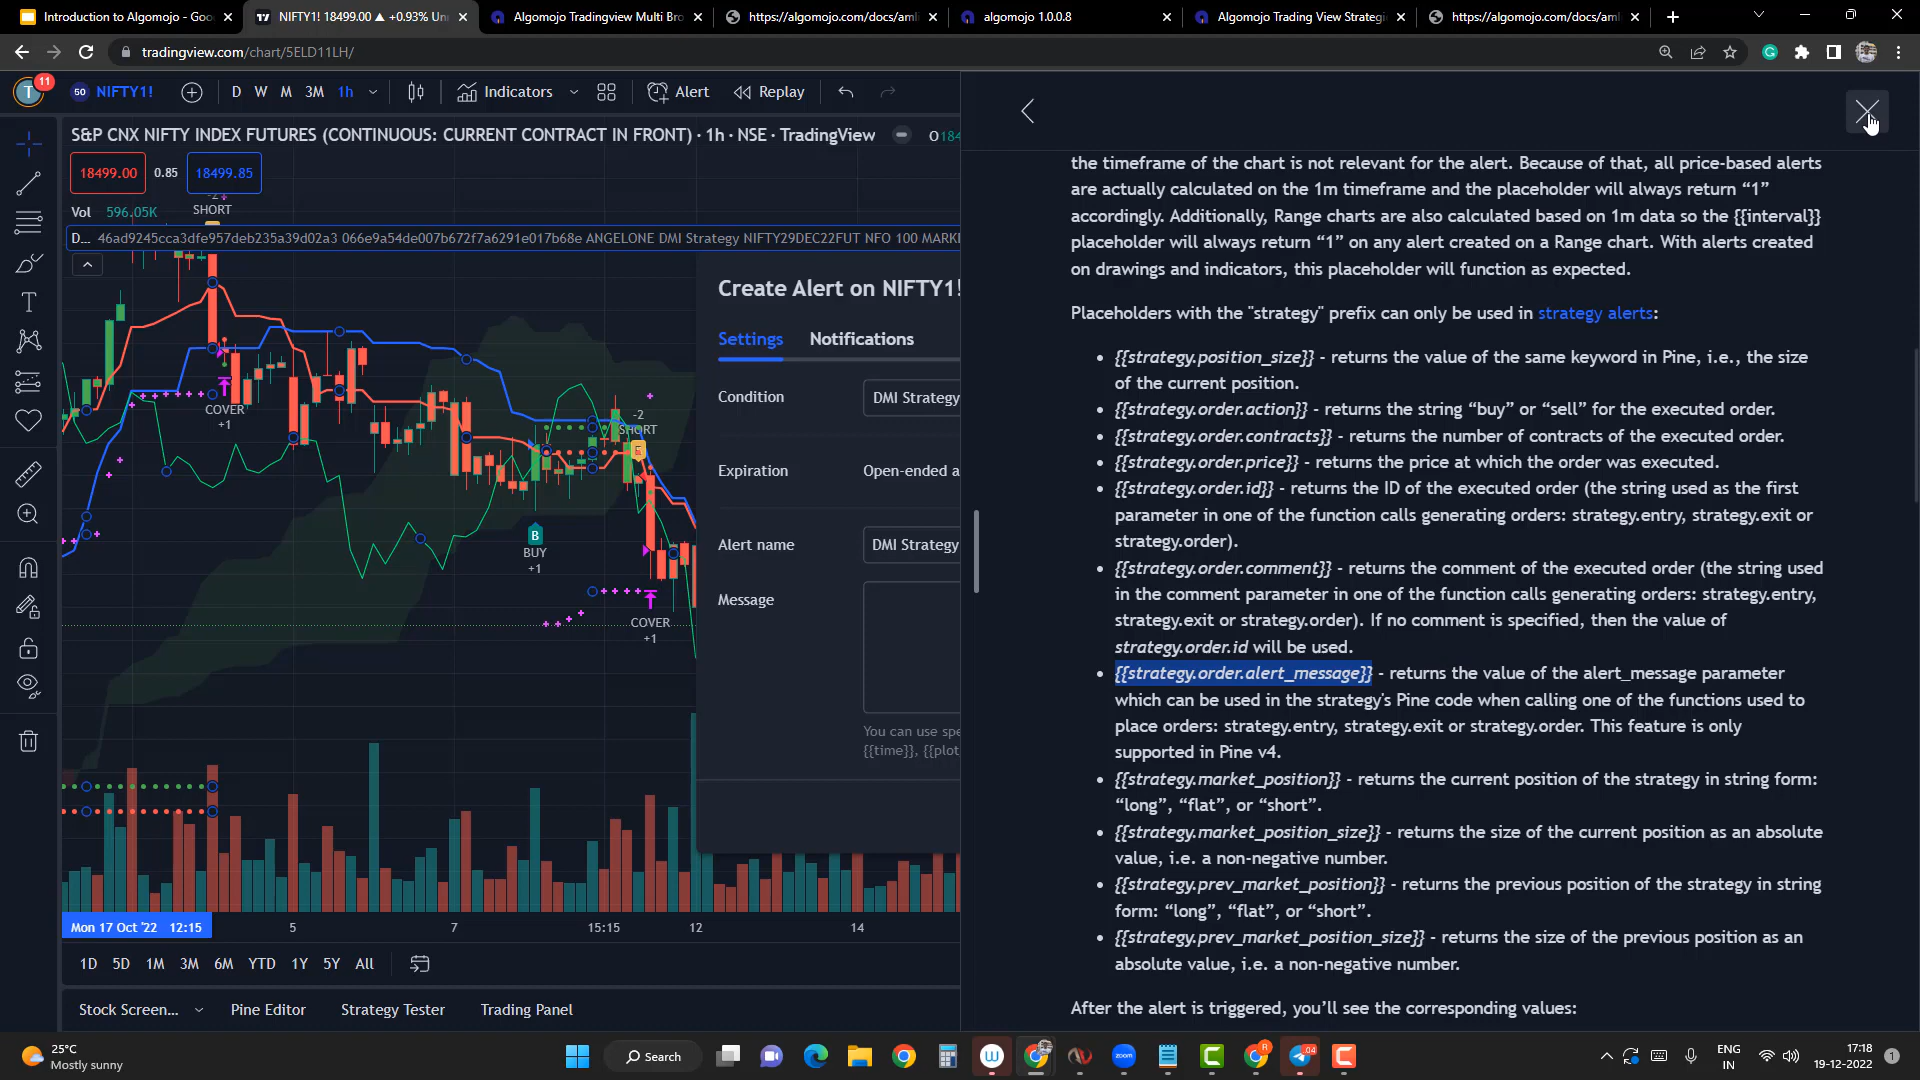 Introduction to Algomojo - Goo
NIFTY1! 18499.00 ▲ +0.93% Un
Algomojo Tradingview Multi Bro
https://algomojo.com/docs/aml
algomojo 1.0.0.8
Algomojo Trading View Strategi
https://algomojo.com/docs/aml
tradingview.com/chart/5ELD11LH/
11
T
50 NIFTY1!
D W M 3M 1h
Indicators
Alert
Replay
S&P CNX NIFTY INDEX FUTURES (CONTINUOUS: CURRENT CONTRACT IN FRONT) · 1h · NSE · TradingView
O184
18499.00 0.85 18499.85
-2
SHORT
Vol 596.05K
D... 46ad9245cca3dfe957deb235a39d02a3 066e9a54de007b672f7a6291e017b68e ANGELONE DMI Strategy NIFTY29DEC22FUT NFO 100 MARKE
COVER
+1
B
BUY
+1
-2
SHORT
E
COVER
+1
Create Alert on NIFTY1!
Settings Notifications
Condition DMI Strategy
Expiration Open-ended a
Alert name DMI Strategy
Message
You can use spe
{{time}}, {{plot
the timeframe of the chart is not relevant for the alert. Because of that, all price-based alerts
are actually calculated on the 1m timeframe and the placeholder will always return “1”
accordingly. Additionally, Range charts are also calculated based on 1m data so the {{interval}}
placeholder will always return “1” on any alert created on a Range chart. With alerts created
on drawings and indicators, this placeholder will function as expected.
Placeholders with the "strategy" prefix can only be used in strategy alerts:
• {{strategy.position_size}} - returns the value of the same keyword in Pine, i.e., the size
of the current position.
• {{strategy.order.action}} - returns the string “buy” or “sell” for the executed order.
• {{strategy.order.contracts}} - returns the number of contracts of the executed order.
• {{strategy.order.price}} - returns the price at which the order was executed.
• {{strategy.order.id}} - returns the ID of the executed order (the string used as the first
parameter in one of the function calls generating orders: strategy.entry, strategy.exit or
strategy.order).
• {{strategy.order.comment}} - returns the comment of the executed order (the string used
in the comment parameter in one of the function calls generating orders: strategy.entry,
strategy.exit or strategy.order). If no comment is specified, then the value of
strategy.order.id will be used.
• {{strategy.order.alert_message}} - returns the value of the alert_message parameter
which can be used in the strategy's Pine code when calling one of the functions used to
place orders: strategy.entry, strategy.exit or strategy.order. This feature is only
supported in Pine v4.
• {{strategy.market_position}} - returns the current position of the strategy in string form:
“long”, “flat”, or “short”.
• {{strategy.market_position_size}} - returns the size of the current position as an absolute
value, i.e. a non-negative number.
• {{strategy.prev_market_position}} - returns the previous position of the strategy in string
form: “long”, “flat”, or “short”.
• {{strategy.prev_market_position_size}} - returns the size of the previous position as an
absolute value, i.e. a non-negative number.
After the alert is triggered, you’ll see the corresponding values:
Mon 17 Oct '22 12:15 5 7 15:15 12 14
1D 5D 1M 3M 6M YTD 1Y 5Y All
Stock Screen... Pine Editor Strategy Tester Trading Panel
25°C
Mostly sunny
Search
ENG
IN
17:18
19-12-2022
1